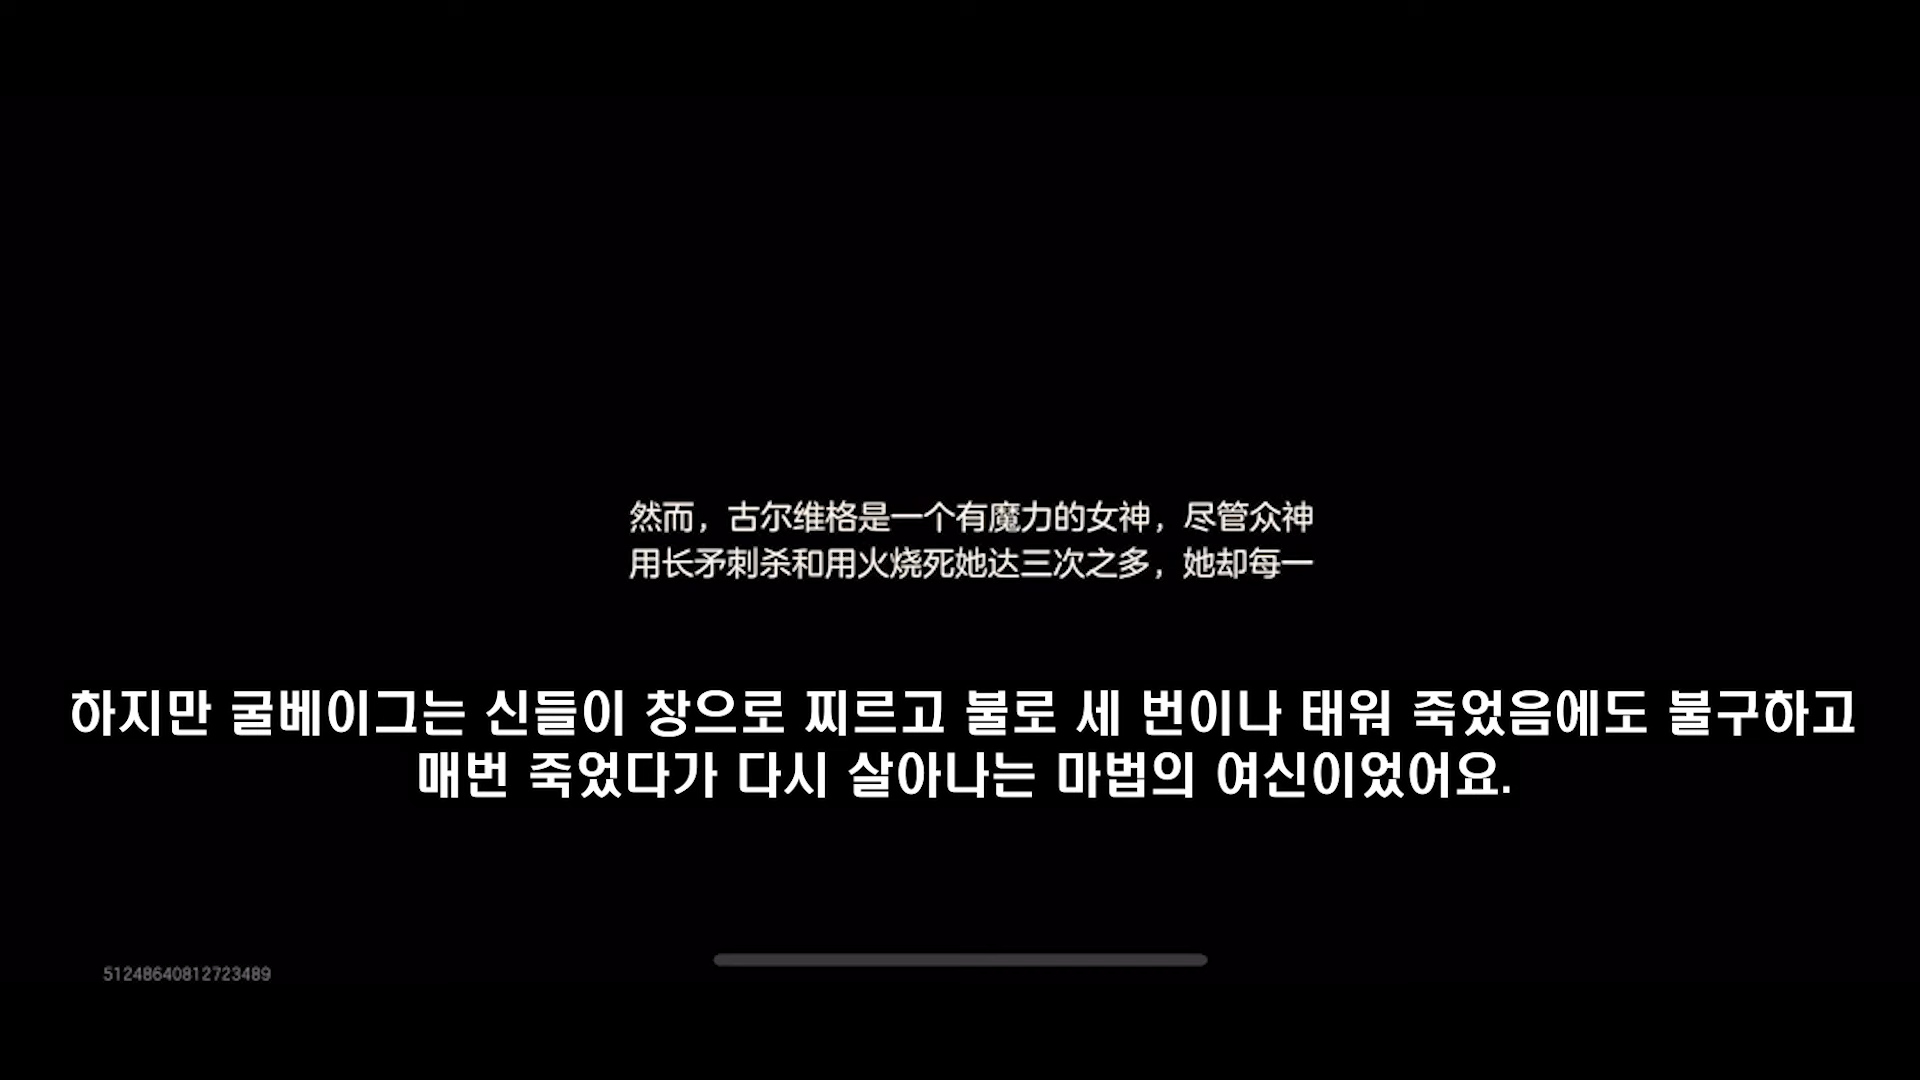 然而，古尔维格是一个有魔力的女神，尽管众神
用长矛刺杀和用火烧死她达三次之多，她却每一
하지만 굴베이그는 신들이 창으로 찌르고 불로 세 번이나 태워 죽었음에도 불구하고
매번 죽었다가 다시 살아나는 마법의 여신이었어요.
51248640812723489